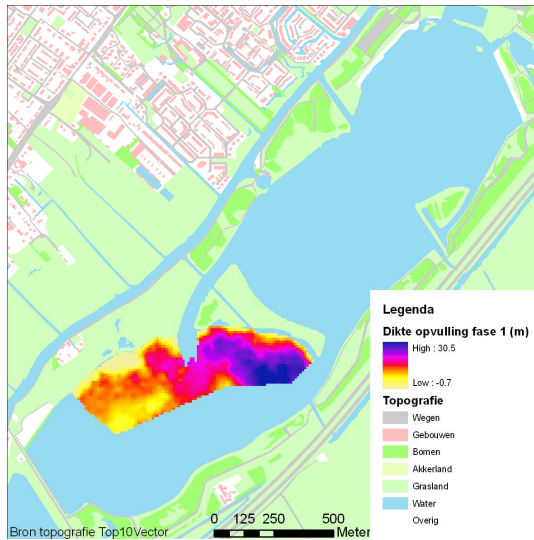 Legenda
Dikte opvulling fase 1 (m)
High : 30.5
Low : -0.7
Topografie
Wegen
Gebouwen
Bomen
Akkerland
Grasland
Water
Overig
0 125 250 500
Meter
Bron topografie Top10Vector